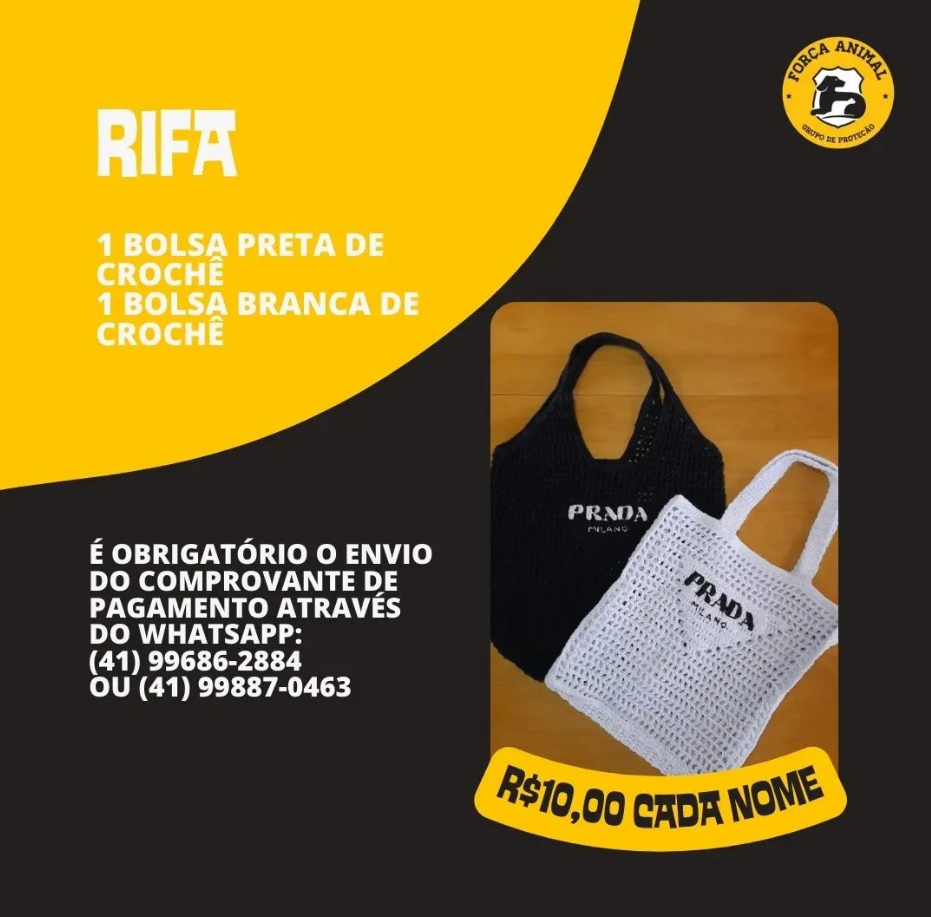 FORÇA ANIMAL
GRUPO DE PROTEÇÃO
RIFA
1 BOLSA PRETA DE
CROCHÊ
1 BOLSA BRANCA DE
CROCHÊ
PRADA
MILANO
PRADA
MILANO
É OBRIGATÓRIO O ENVIO
DO COMPROVANTE DE
PAGAMENTO ATRAVÉS
DO WHATSAPP:
(41) 99686-2884
OU (41) 99887-0463
R$10,00 CADA NOME